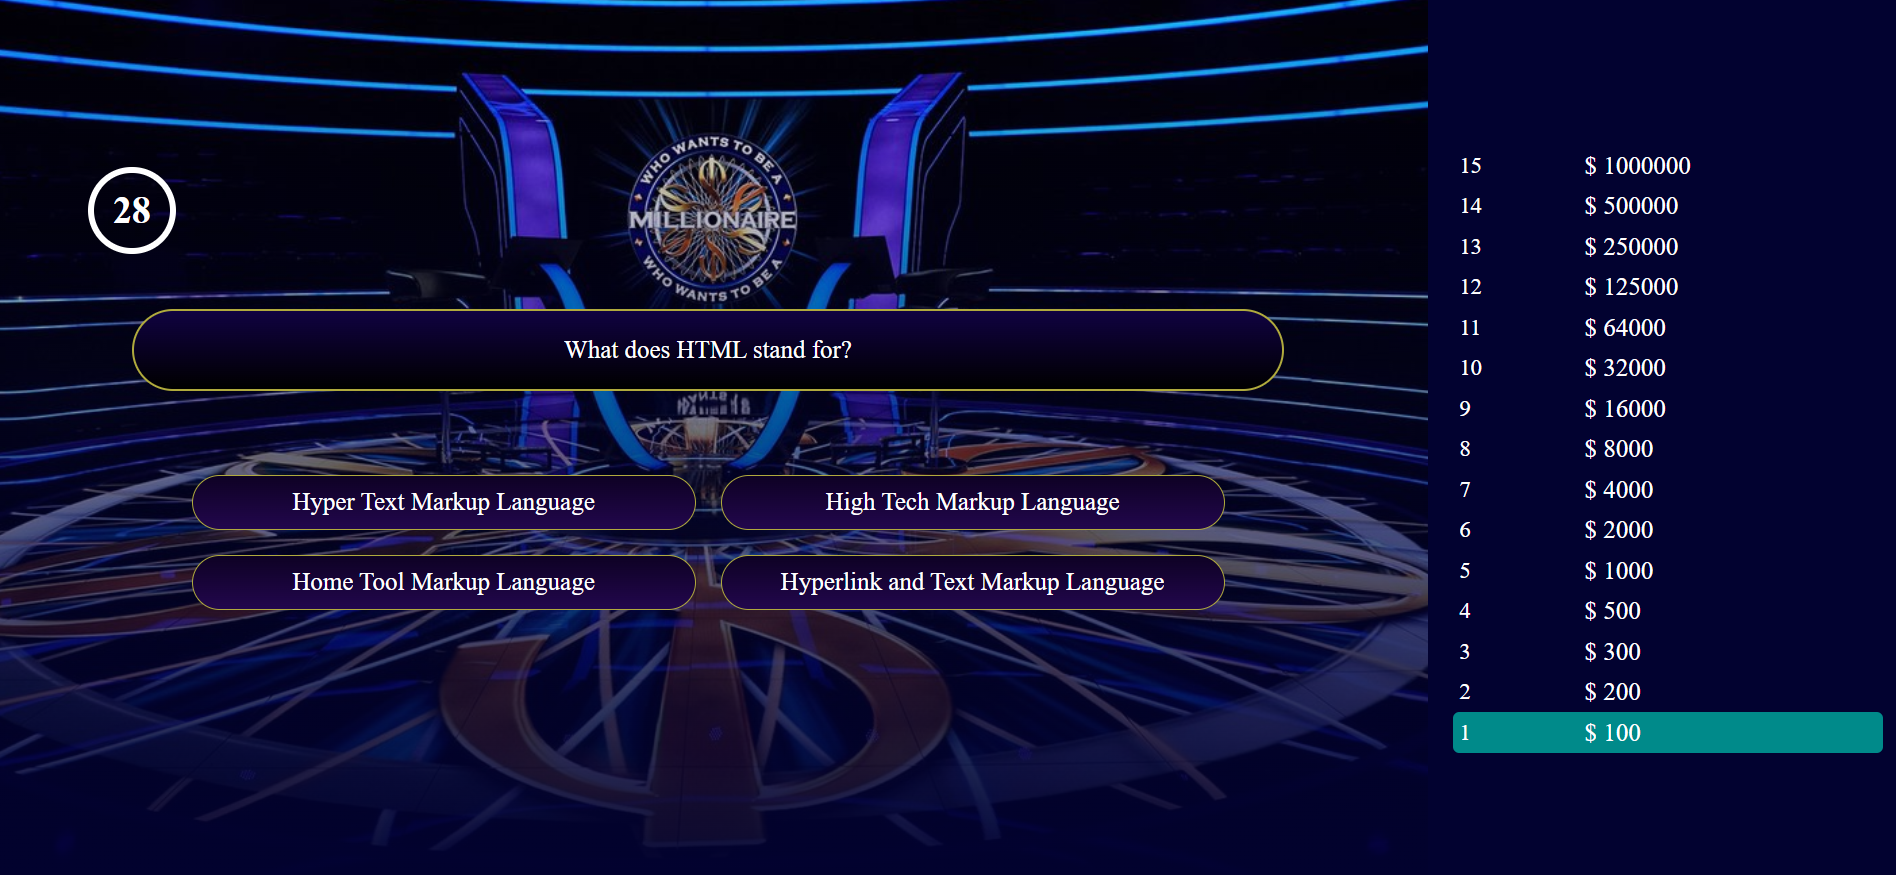 WHO WANTS TO BE A
MILLIONAIRE
WHO WANTS TO BE A
28
What does HTML stand for?
Hyper Text Markup Language
High Tech Markup Language
Home Tool Markup Language
Hyperlink and Text Markup Language
15 $ 1000000
14 $ 500000
13 $ 250000
12 $ 125000
11 $ 64000
10 $ 32000
9 $ 16000
8 $ 8000
7 $ 4000
6 $ 2000
5 $ 1000
4 $ 500
3 $ 300
2 $ 200
1 $ 100